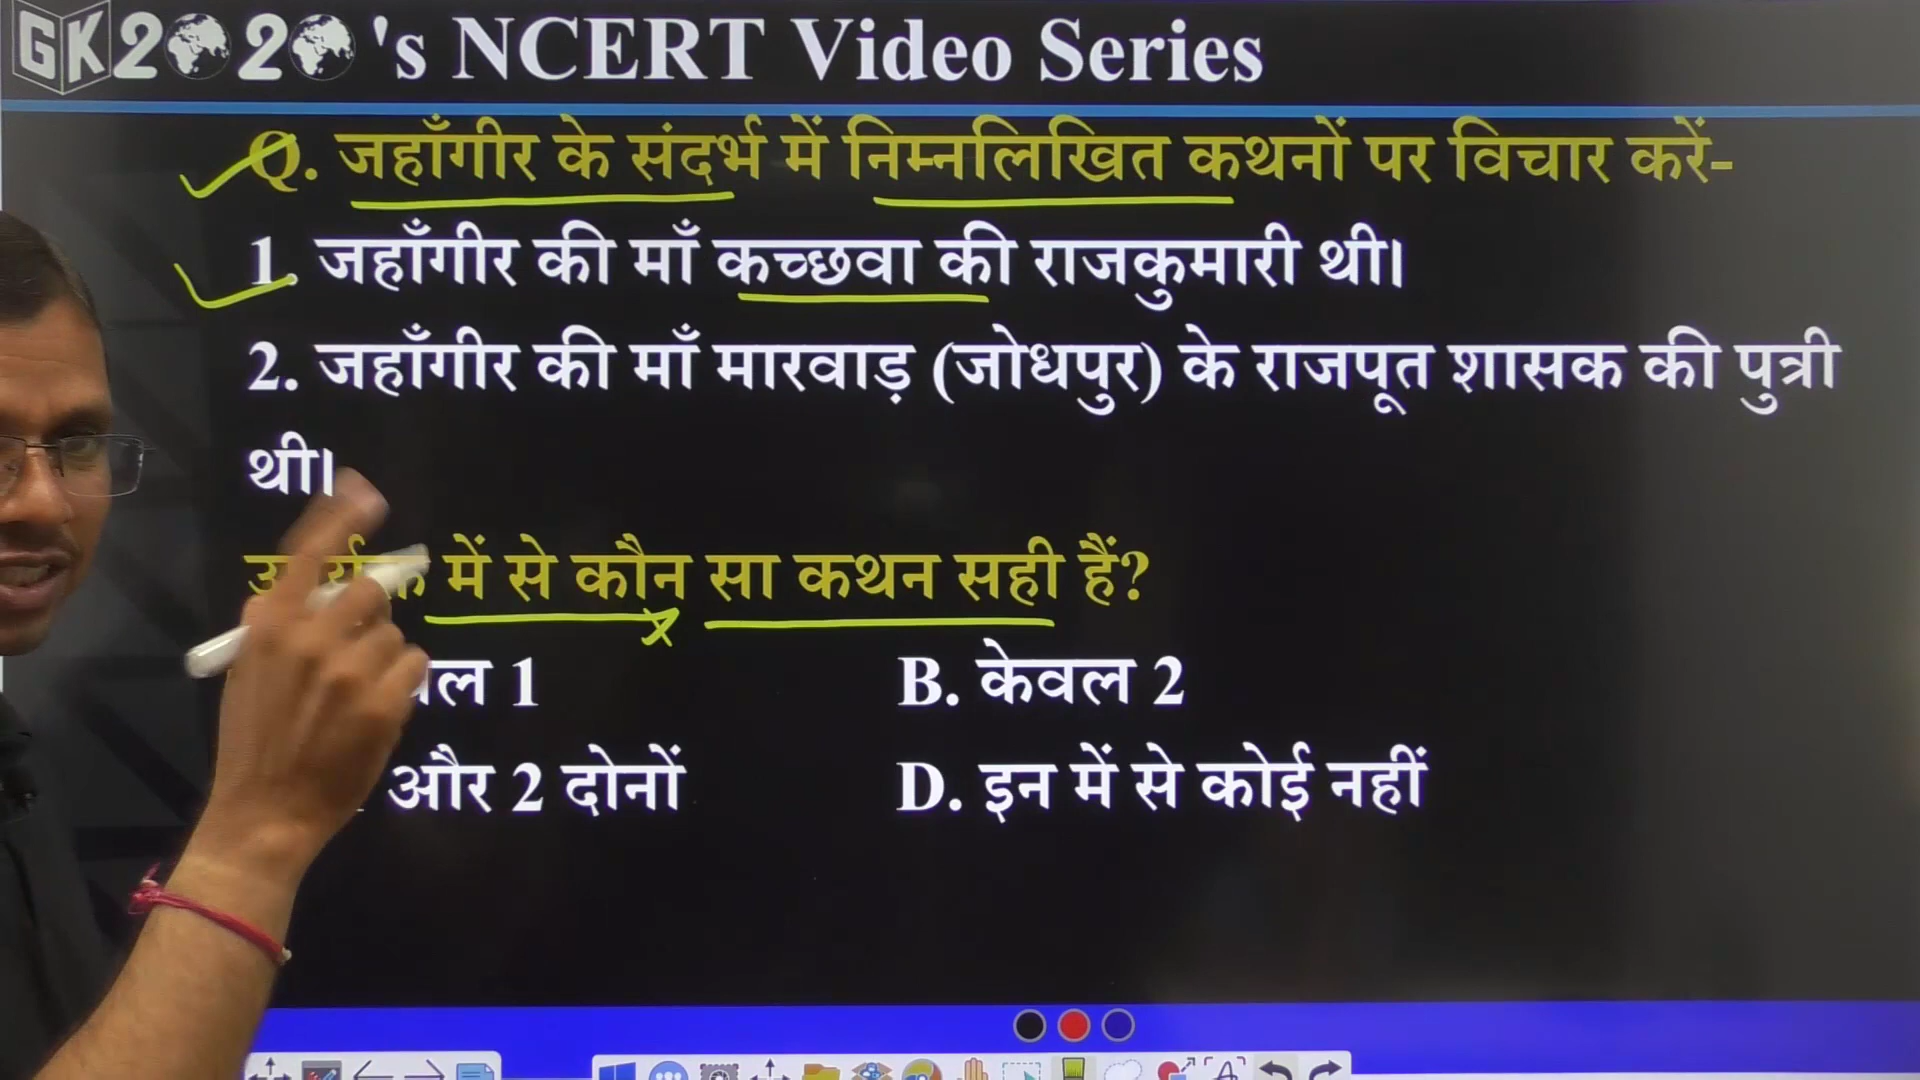 GK2020's NCERT Video Series
Q. जहाँगीर के संदर्भ में निम्नलिखित कथनों पर विचार करें-
1. जहाँगीर की माँ कच्छवा की राजकुमारी थी।
2. जहाँगीर की माँ मारवाड़ (जोधपुर) के राजपूत शासक की पुत्री
थी।
में से कौन सा कथन सही हैं?
1 B. केवल 2
और 2 दोनों D. इन में से कोई नहीं